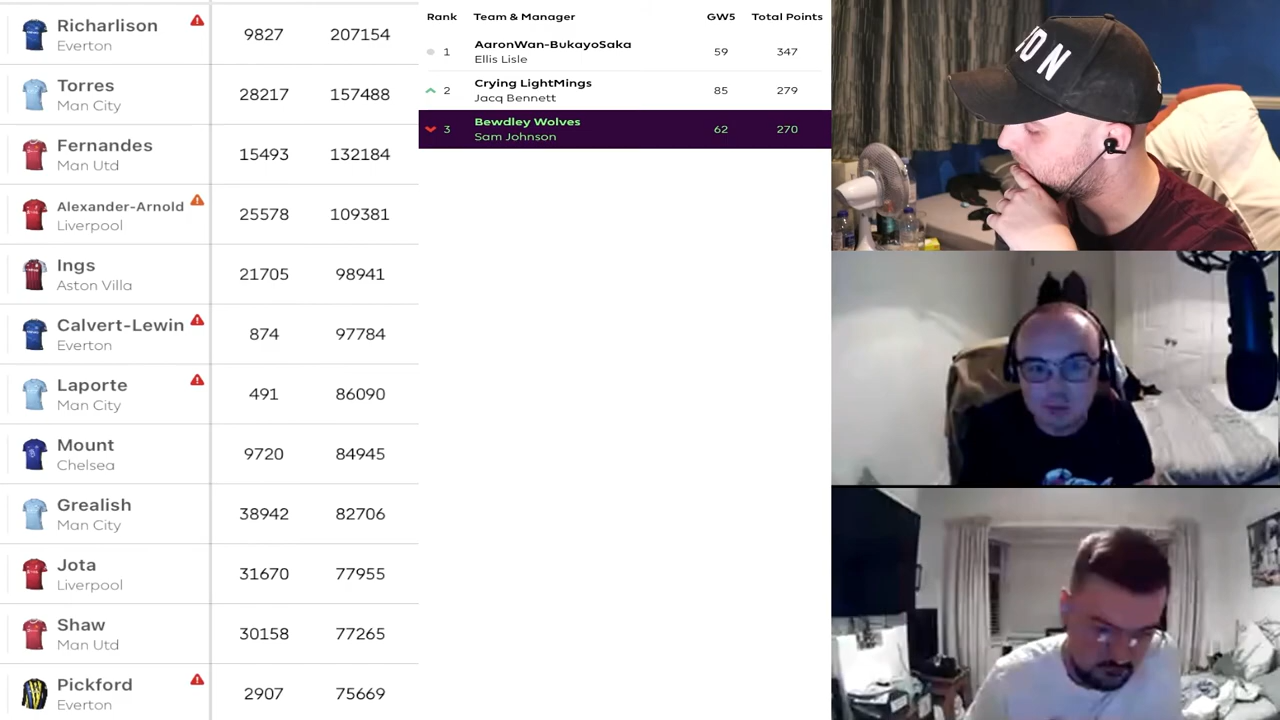 Richarlison 9827 207154
Everton
Torres 28217 157488
Man City
Fernandes 15493 132184
Man Utd
Alexander-Arnold 25578 109381
Liverpool
Ings 21705 98941
Aston Villa
Calvert-Lewin 874 97784
Everton
Laporte 491 86090
Man City
Mount 9720 84945
Chelsea
Grealish 38942 82706
Man City
Jota 31670 77955
Liverpool
Shaw 30158 77265
Man Utd
Pickford 2907 75669
Everton
Rank Team & Manager GW5 Total Points
1 AaronWan-BukayoSaka 59 347
Ellis Lisle
2 Crying LightMings 85 279
Jacq Bennett
3 Bewdley Wolves 62 270
Sam Johnson